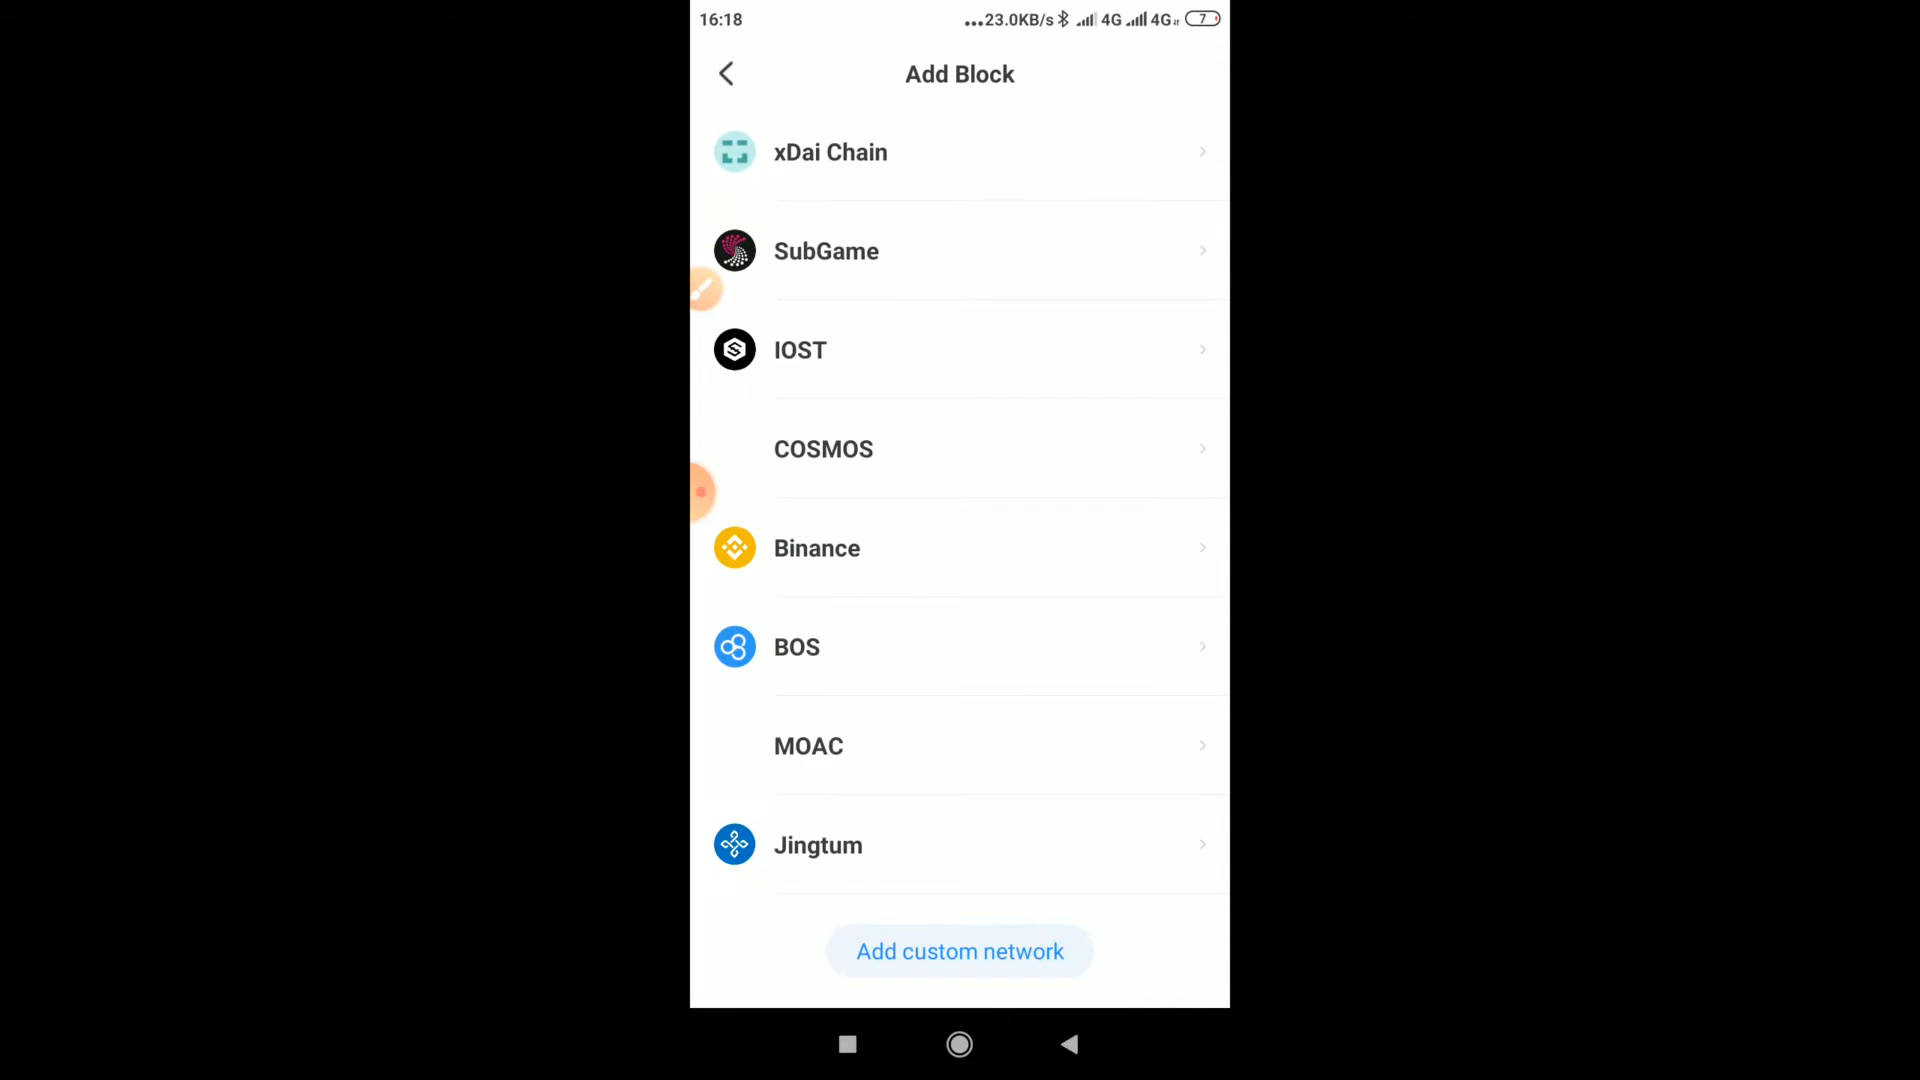 16:18 ...23.0KB/s 4G 4G 7
Add Block
xDai Chain
SubGame
IOST
COSMOS
Binance
BOS
MOAC
Jingtum
Add custom network